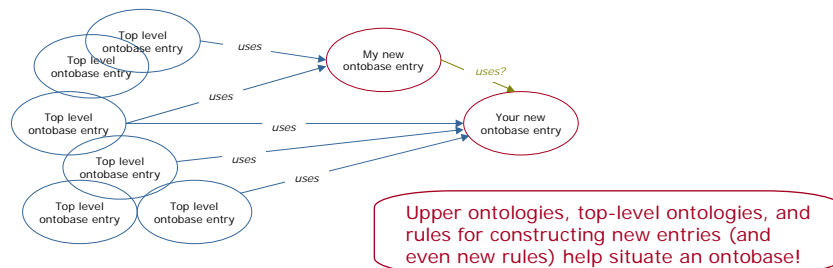 Top level
ontobase entry
uses
My new
ontobase entry
Top level
ontobase entry
uses?
uses
Top level
ontobase entry
uses
Your new
ontobase entry
Top level
ontobase entry
uses
uses
Top level
ontobase entry
Top level
ontobase entry
Upper ontologies, top-level ontologies, and
rules for constructing new entries (and
even new rules) help situate an ontobase!